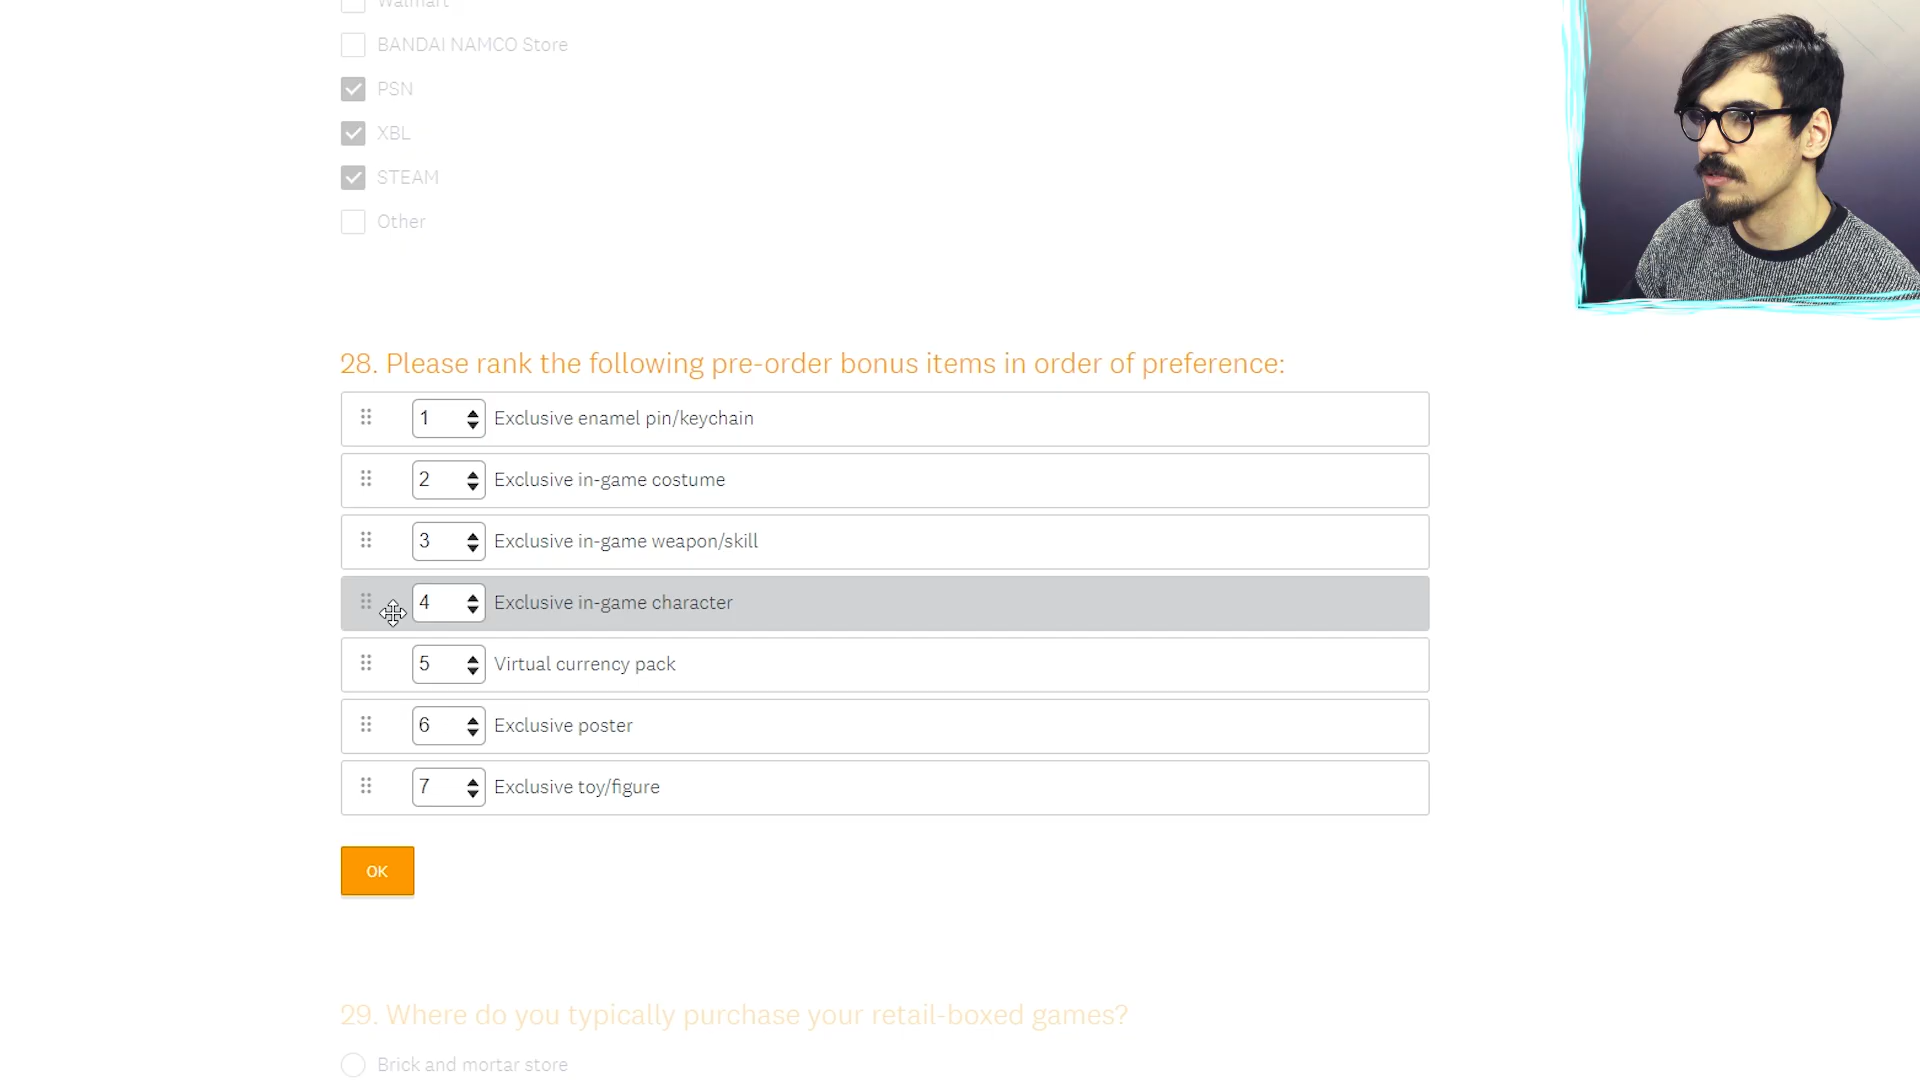 Walmart
BANDAI NAMCO Store
PSN
XBL
STEAM
Other
28. Please rank the following pre-order bonus items in order of preference:
1 Exclusive enamel pin/keychain
2 Exclusive in-game costume
3 Exclusive in-game weapon/skill
4 Exclusive in-game character
5 Virtual currency pack
6 Exclusive poster
7 Exclusive toy/figure
OK
29. Where do you typically purchase your retail-boxed games?
Brick and mortar store